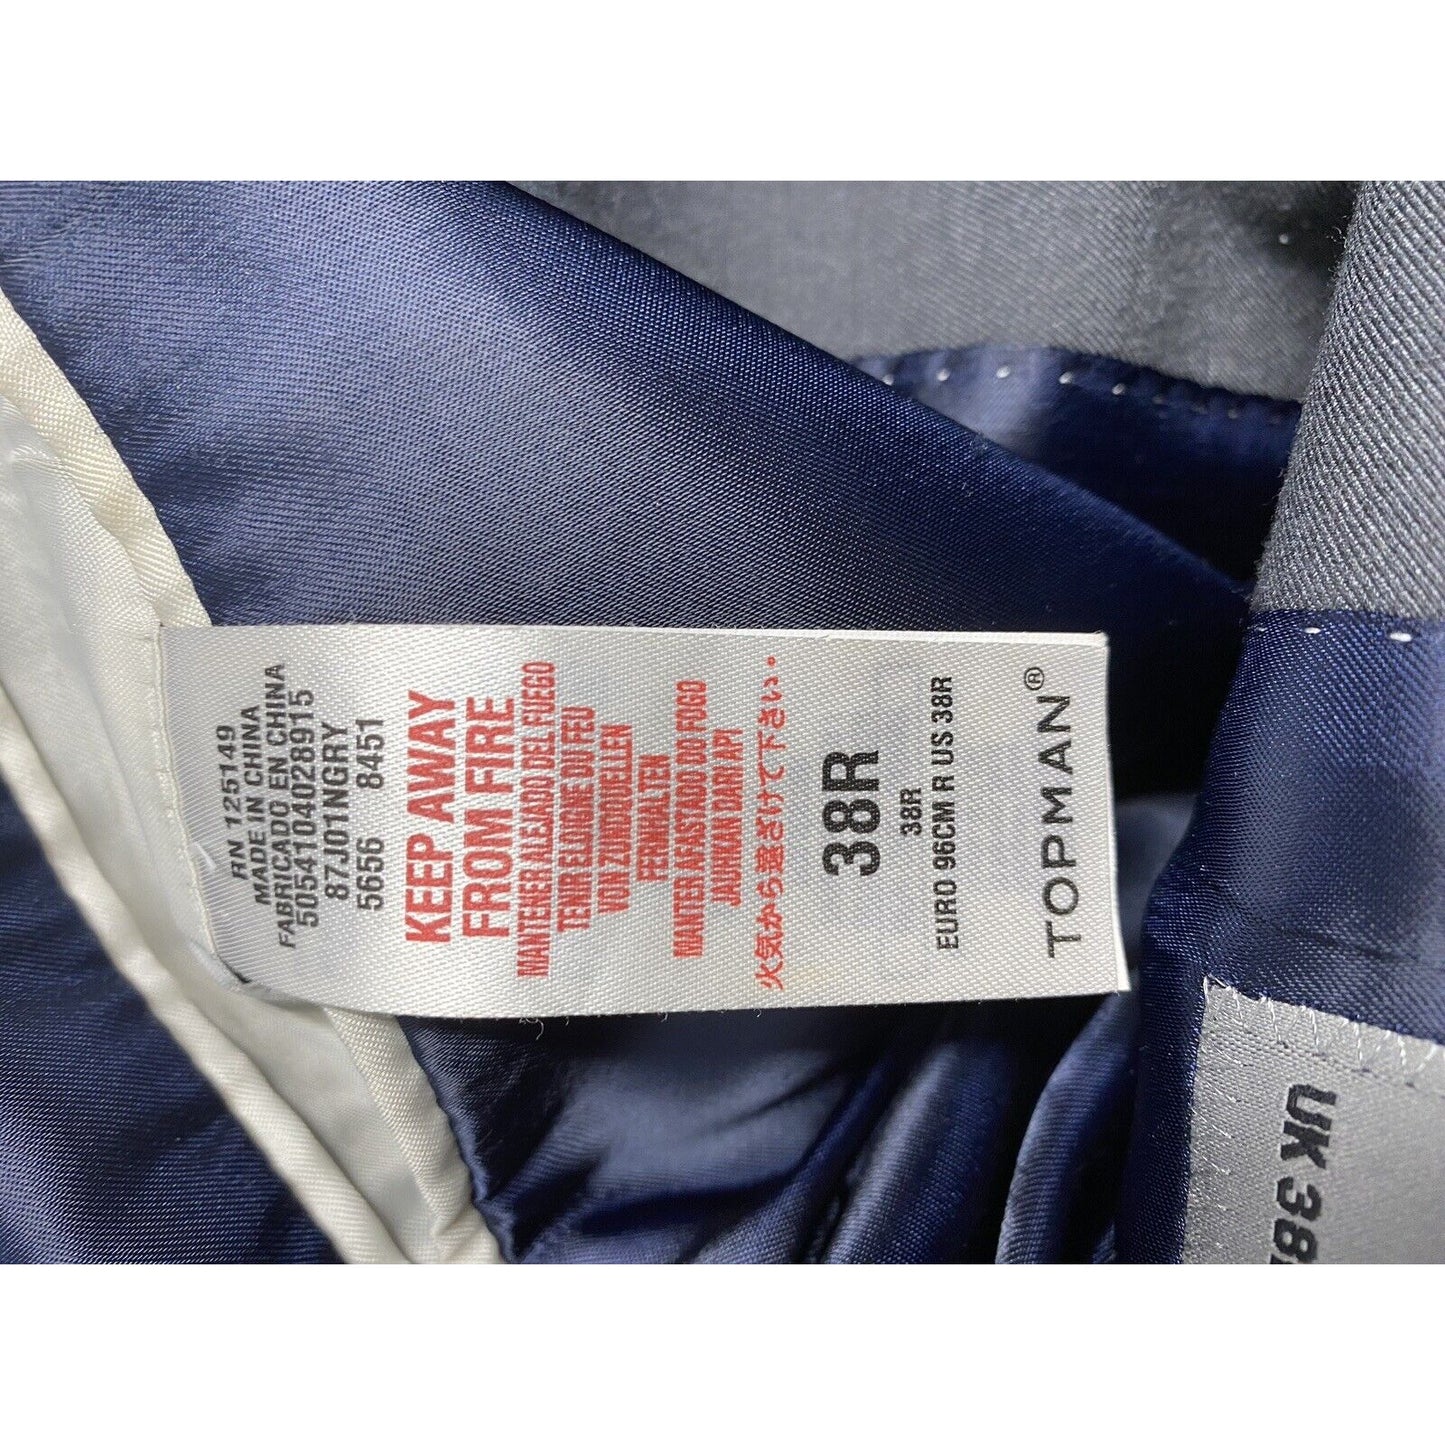 TOPMAN®
EURO 96CM R US 38R
38R
38R
火気から遠ざけて下さい。
JAUHKAN DARI API
MANTER AFASTADO DO FOGO
FERNHALTEN
VON ZUNDQUELLEN
TENIR ELOIGNE DU FEU
MANTENER ALEJADO DEL FUEGO
FROM FIRE
KEEP AWAY
5656 8451
87J01NGRY
5054104028915
FABRICADO EN CHINA
MADE IN CHINA
RN 1251149
UK 38